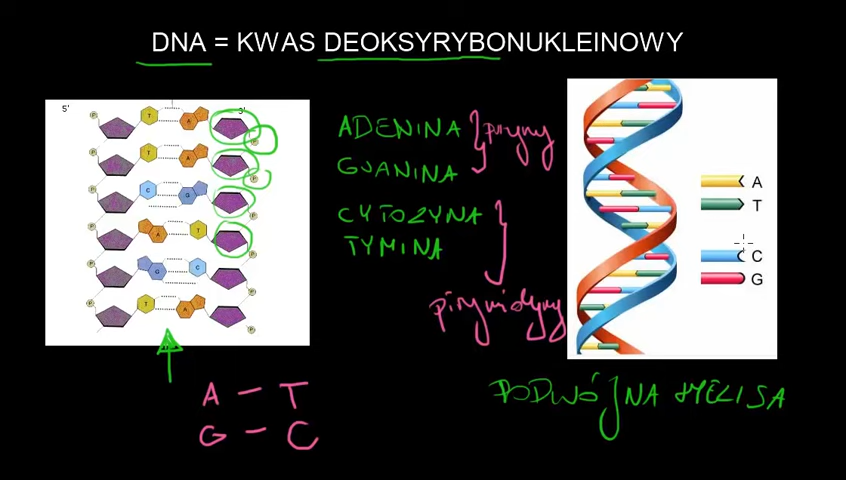 DNA = KWAS DEOKSYRYBONUKLEINOWY
5'
3'
P T A P
P T A P
P C G P
P A T P
P G C P
P T A P
ADENINA
GUANINA
puryny
CYTOZYNA
TYMINA
pirymidyny
A
T
C
G
A – T
G – C
PODWÓJNA HELISA